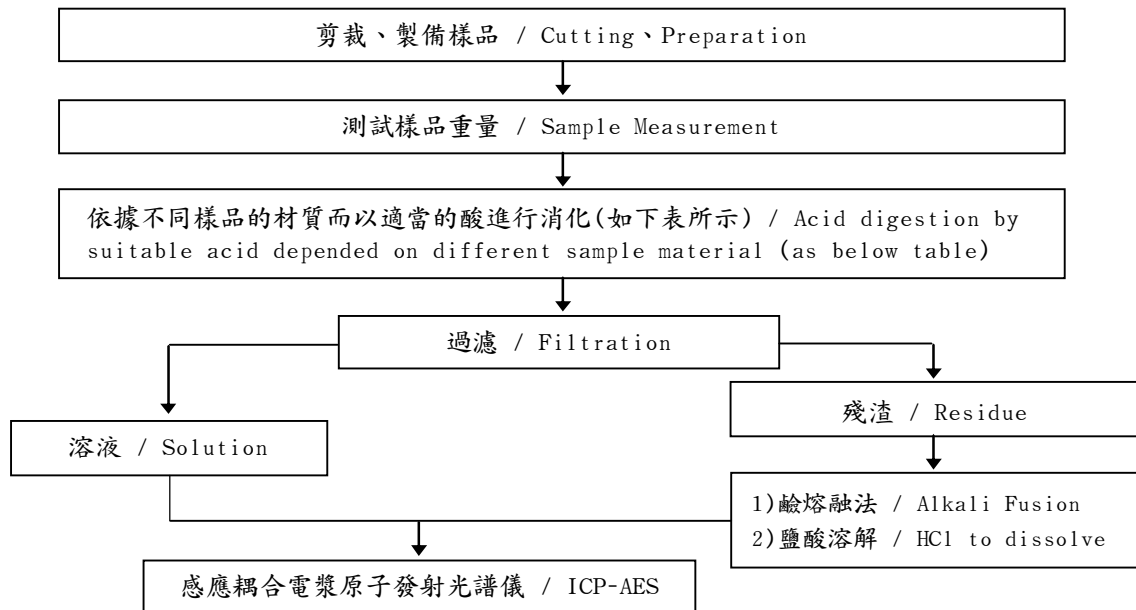 剪裁、製備樣品 / Cutting、Preparation
測試樣品重量 / Sample Measurement
依據不同樣品的材質而以適當的酸進行消化(如下表所示) / Acid digestion by
suitable acid depended on different sample material (as below table)
過濾 / Filtration
溶液 / Solution
殘渣 / Residue
1)鹼熔融法 / Alkali Fusion
2)鹽酸溶解 / HCl to dissolve
感應耦合電漿原子發射光譜儀 / ICP-AES